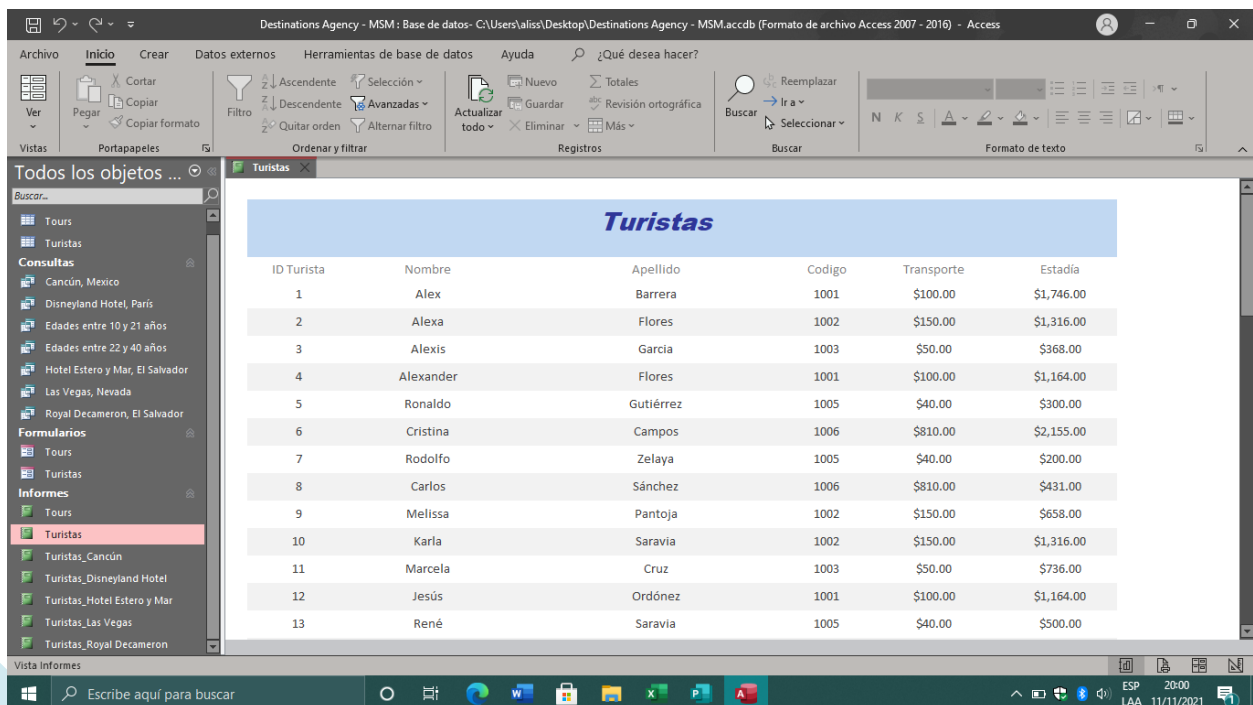 Destinations Agency - MSM : Base de datos- C:\Users\aliss\Desktop\Destinations Agency - MSM.accdb (Formato de archivo Access 2007 - 2016) - Access
Archivo Inicio Crear Datos externos Herramientas de base de datos Ayuda ¿Qué desea hacer?
Ver
Vistas
Pegar
Cortar
Copiar
Copiar formato
Portapapeles
Filtro
Ascendente
Descendente
Quitar orden
Selección
Avanzadas
Alternar filtro
Ordenar y filtrar
Actualizar
todo
Nuevo
Guardar
Eliminar
Totales
Revisión ortográfica
Más
Registros
Buscar
Reemplazar
Ir a
Seleccionar
Buscar
N K S A
Formato de texto
Todos los objetos ...
Buscar...
Tours
Turistas
Consultas
Cancún, Mexico
Disneyland Hotel, París
Edades entre 10 y 21 años
Edades entre 22 y 40 años
Hotel Estero y Mar, El Salvador
Las Vegas, Nevada
Royal Decameron, El Salvador
Formularios
Tours
Turistas
Informes
Tours
Turistas
Turistas_Cancún
Turistas_Disneyland Hotel
Turistas_Hotel Estero y Mar
Turistas_Las Vegas
Turistas_Royal Decameron
Turistas
Turistas
ID Turista Nombre Apellido Codigo Transporte Estadía
1 Alex Barrera 1001 $100.00 $1,746.00
2 Alexa Flores 1002 $150.00 $1,316.00
3 Alexis Garcia 1003 $50.00 $368.00
4 Alexander Flores 1001 $100.00 $1,164.00
5 Ronaldo Gutiérrez 1005 $40.00 $300.00
6 Cristina Campos 1006 $810.00 $2,155.00
7 Rodolfo Zelaya 1005 $40.00 $200.00
8 Carlos Sánchez 1006 $810.00 $431.00
9 Melissa Pantoja 1002 $150.00 $658.00
10 Karla Saravia 1002 $150.00 $1,316.00
11 Marcela Cruz 1003 $50.00 $736.00
12 Jesús Ordónez 1001 $100.00 $1,164.00
13 René Saravia 1005 $40.00 $500.00
Vista Informes
Escribe aquí para buscar
ESP
LAA
20:00
11/11/2021